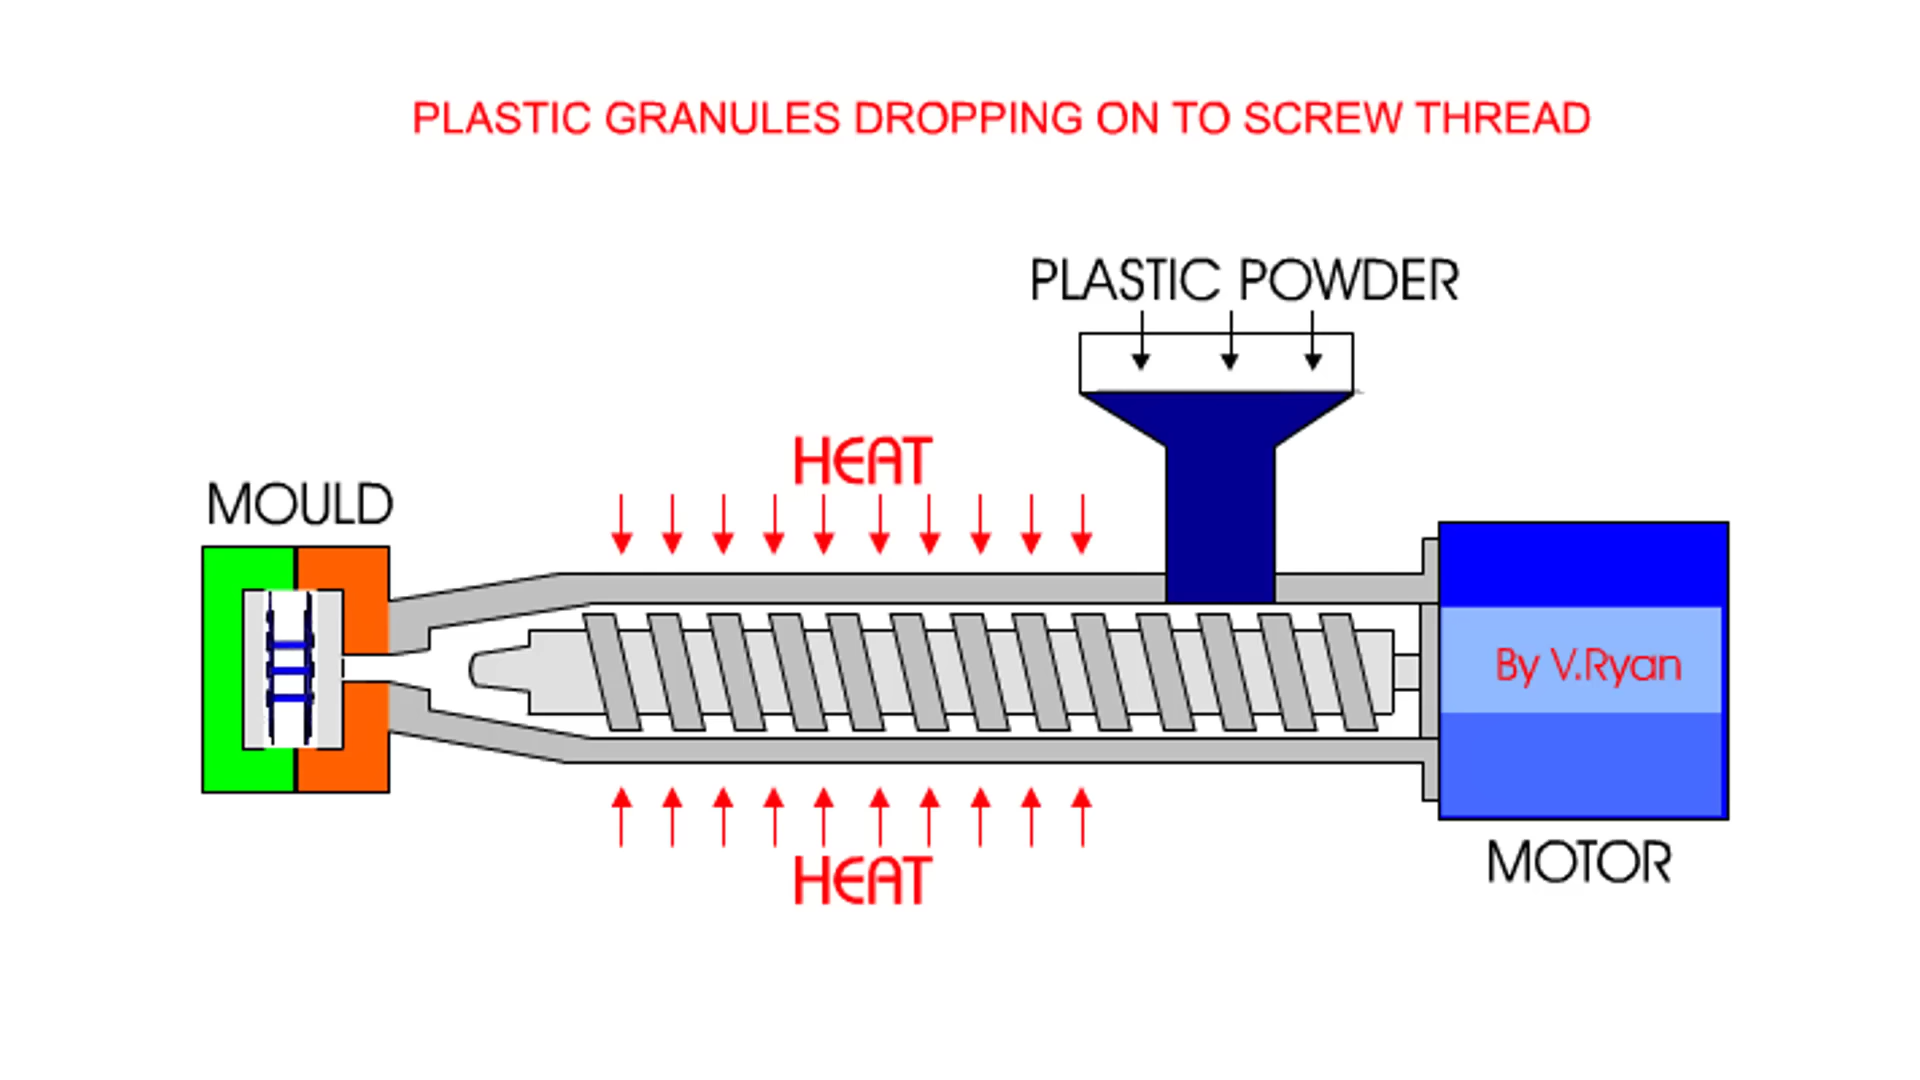 PLASTIC GRANULES DROPPING ON TO SCREW THREAD
PLASTIC POWDER
HEAT
MOULD
By V.Ryan
MOTOR
HEAT